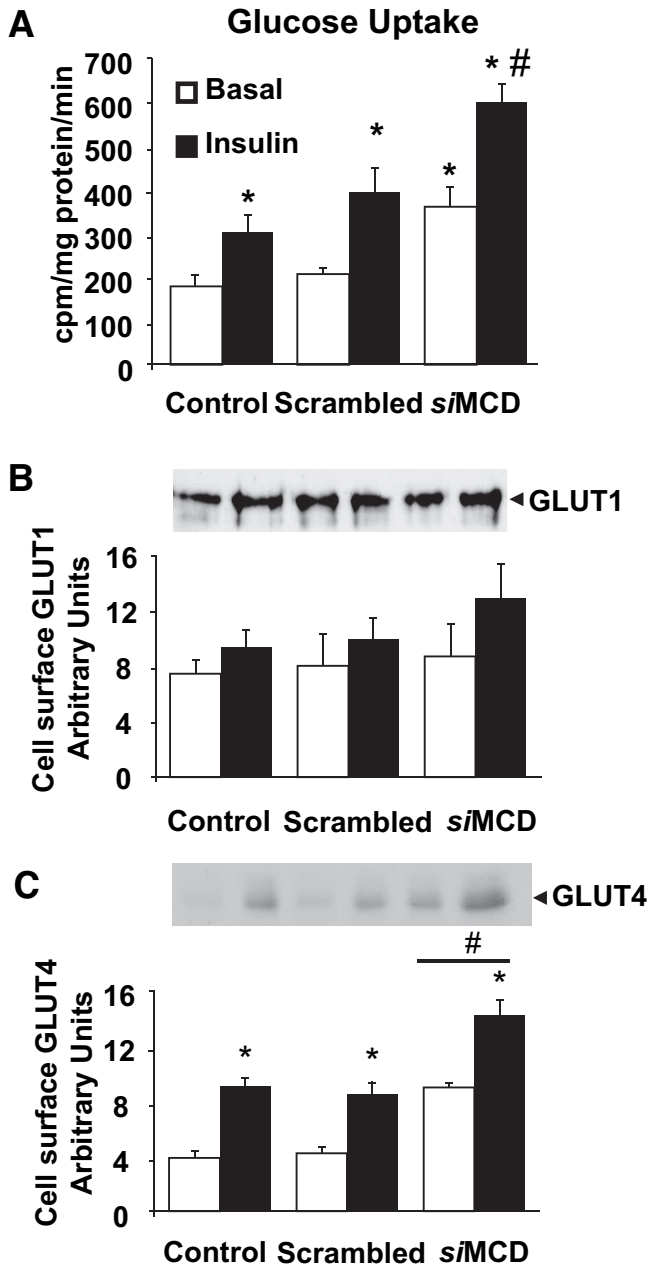 A
Glucose Uptake
cpm/mg protein/min
700
600
500
400
300
200
100
0
Basal
Insulin
*
*
*
* #
Control Scrambled siMCD
B
GLUT1
Cell surface GLUT1
Arbitrary Units
16
12
8
4
0
Control Scrambled siMCD
C
GLUT4
#
Cell surface GLUT4
Arbitrary Units
16
12
8
4
0
*
*
*
Control Scrambled siMCD